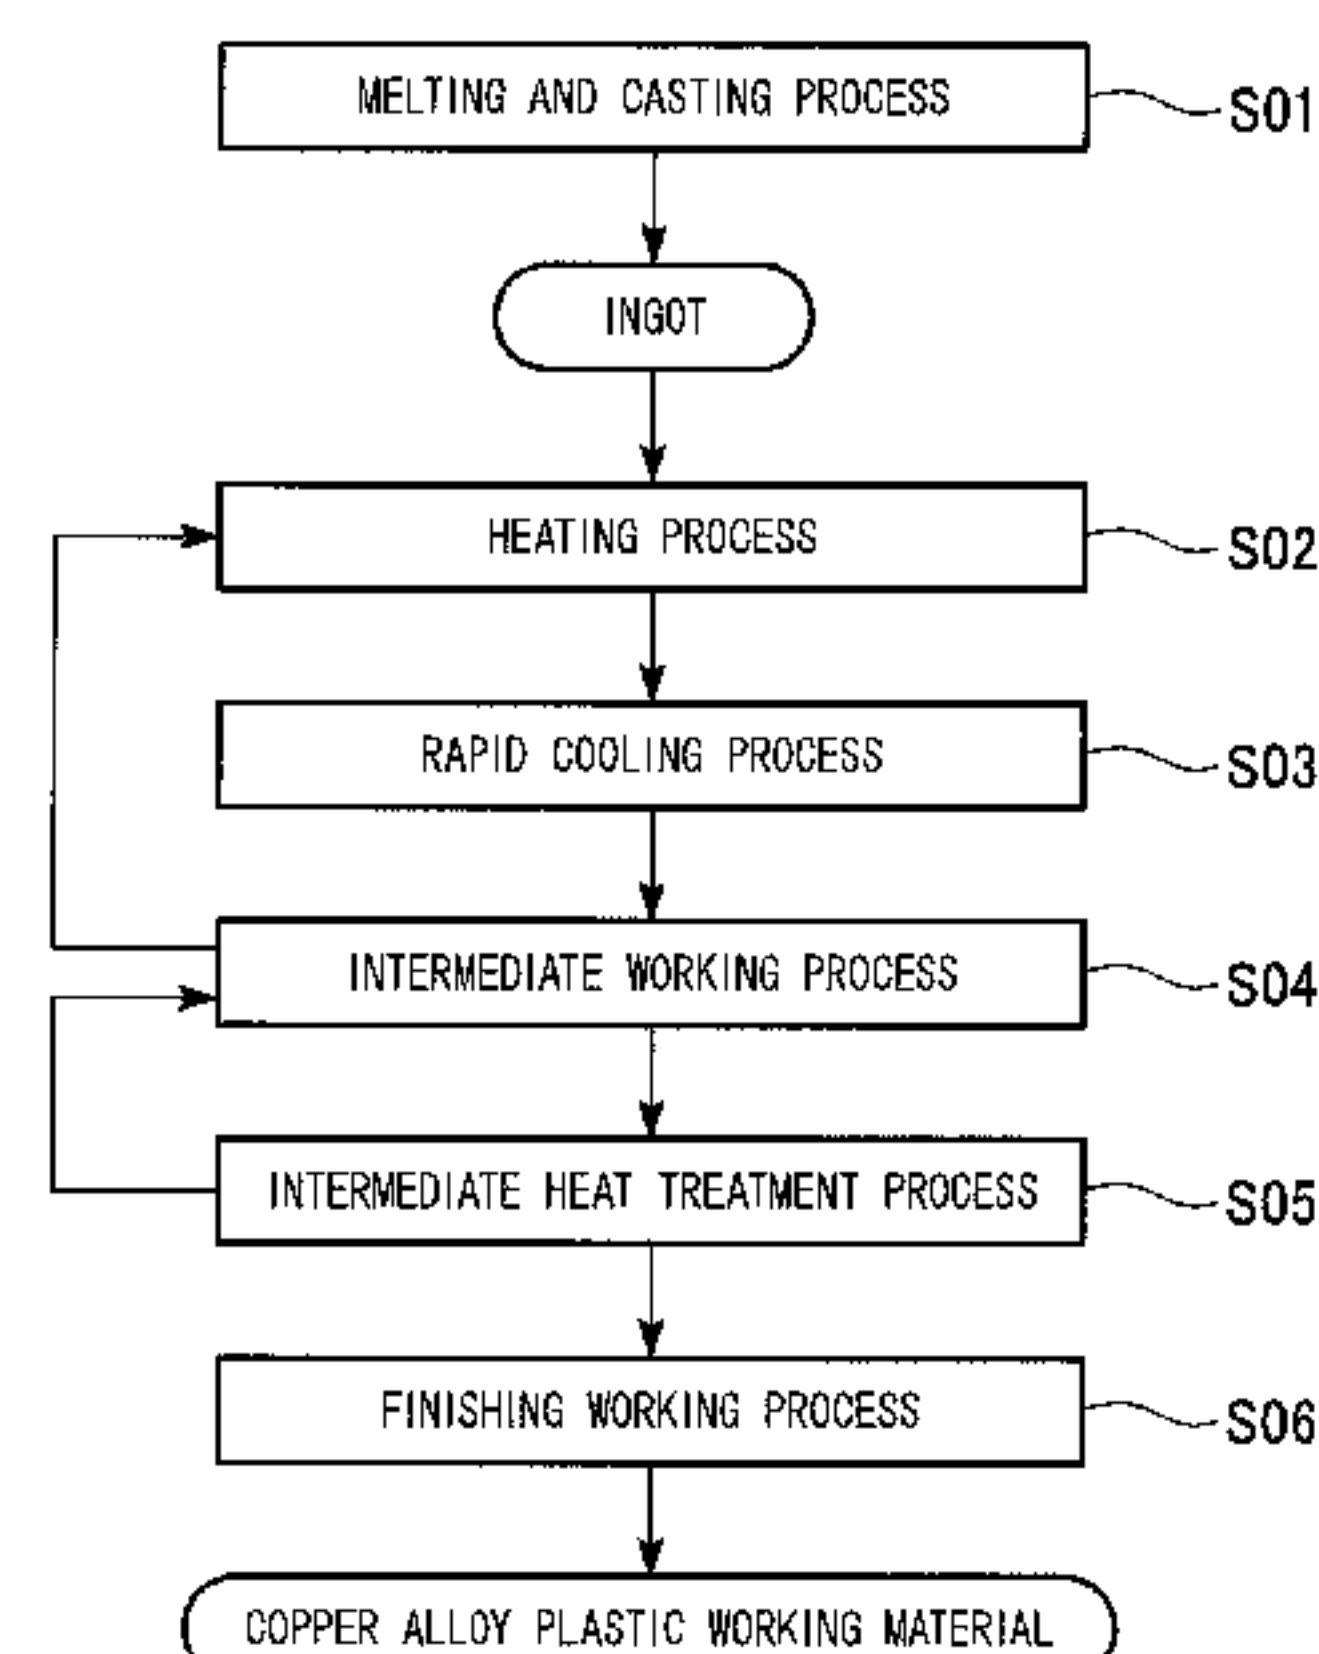 MELTING AND CASTING PROCESS
S01
INGOT
HEATING PROCESS
S02
RAPID COOLING PROCESS
S03
INTERMEDIATE WORKING PROCESS
S04
INTERMEDIATE HEAT TREATMENT PROCESS
S05
FINISHING WORKING PROCESS
S06
COPPER ALLOY PLASTIC WORKING MATERIAL